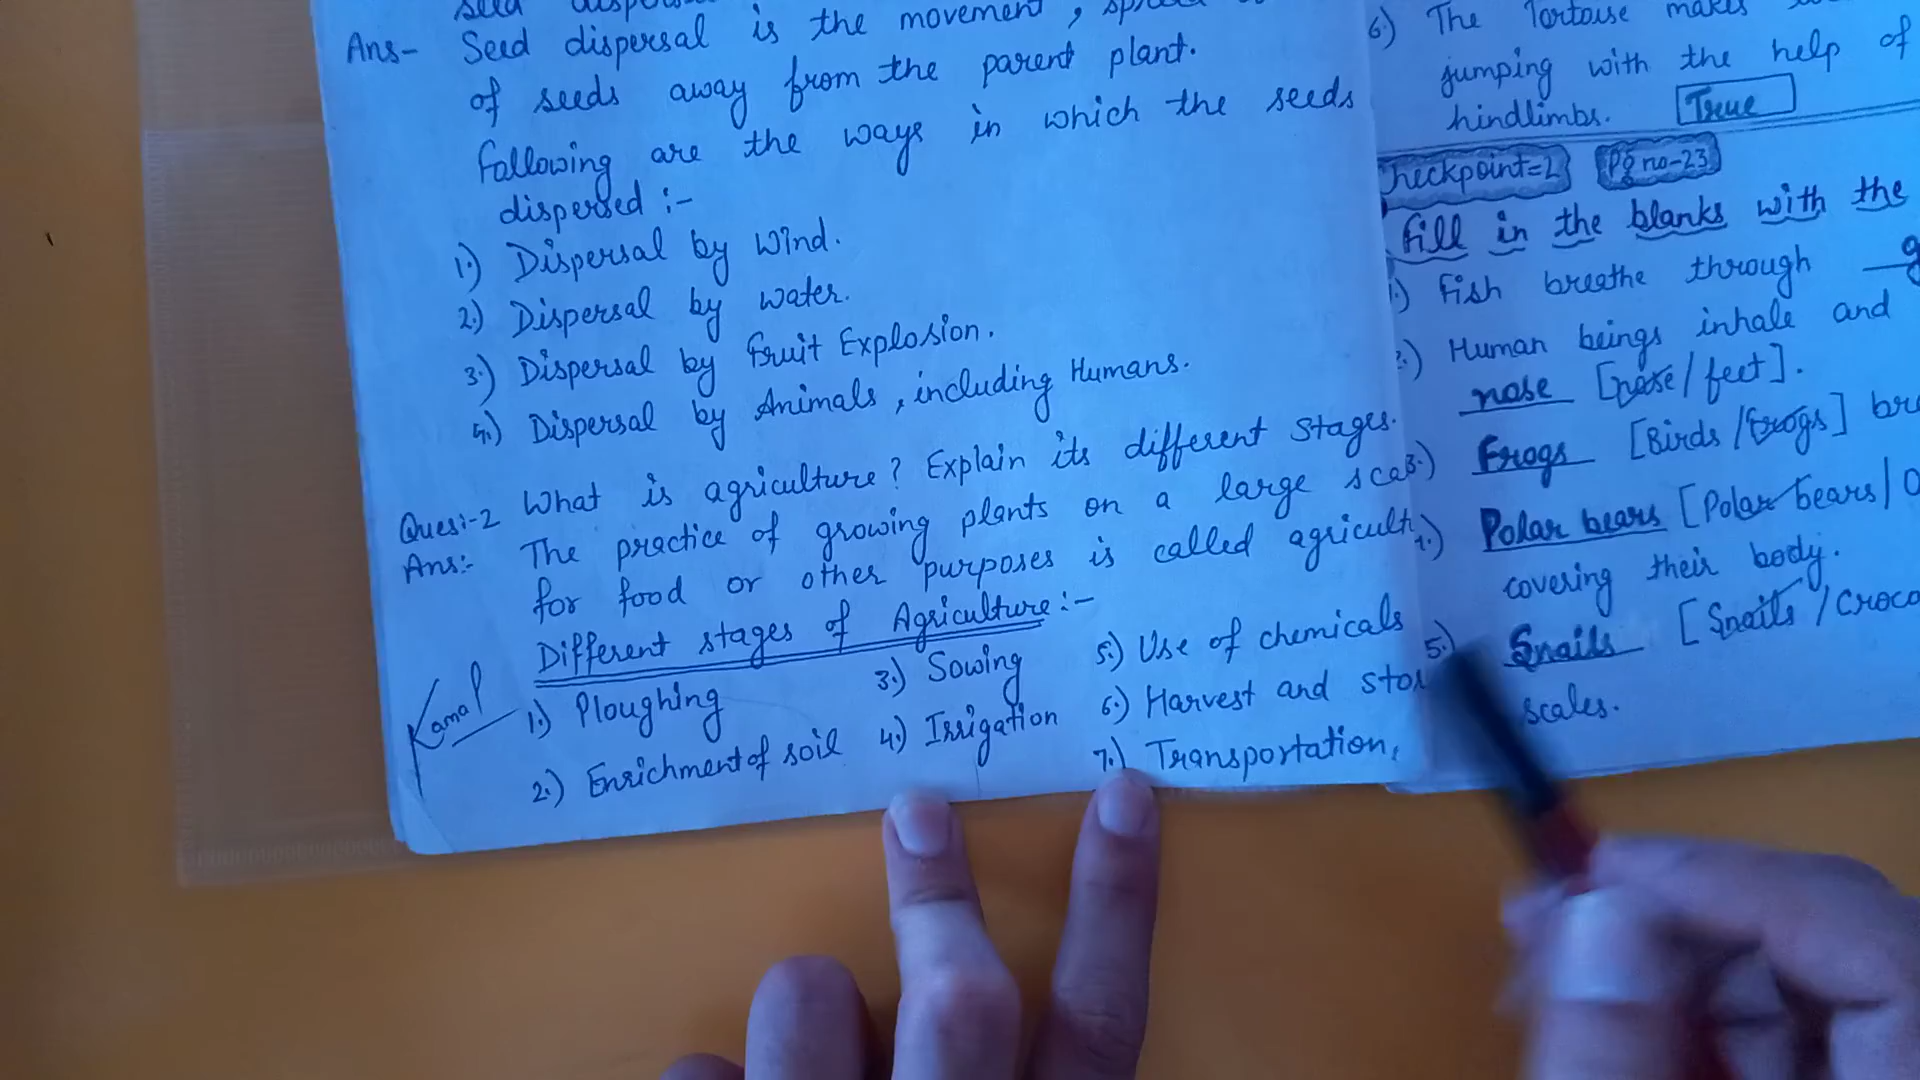 Ans- Seed dispersal is the movement,
of seeds away from the parent plant.
Following are the ways in which the seeds
dispersed :-
1.) Dispersal by Wind.
2.) Dispersal by water.
3.) Dispersal by Fruit Explosion.
4.) Dispersal by Animals, including Humans.
Ques:-2 What is agriculture? Explain its different Stages.
Ans:- The practice of growing plants on a large sca
for food or other purposes is called agricult
Different stages of Agriculture:-
1.) Ploughing
2.) Enrichment of soil
3.) Sowing
4.) Irrigation
5.) Use of chemicals
6.) Harvest and sto
7.) Transportation,
Kamal
6.) The Tortoise makes
jumping with the help of
hindlimbs. True
heckpoint=2 Pg no-23
Fill in the blanks with the
) Fish breathe through g
2.) Human beings inhale and
nose [nose/feet].
3.) Frogs [Birds/Frogs] br
4.) Polar bears [Polar bears/
covering their body.
5.) Snails [Snails/Croco
scales.